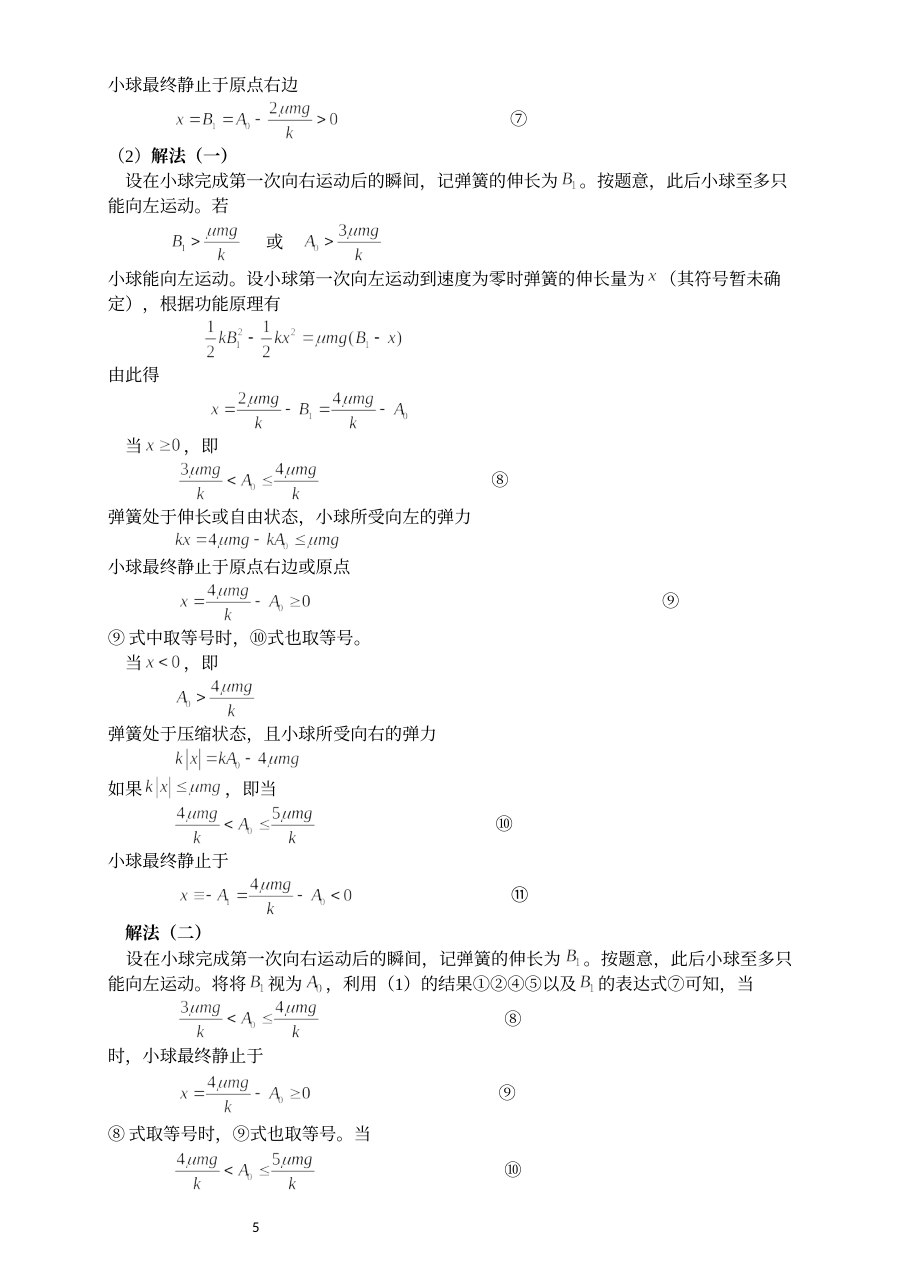 小球最终静止于原点右边
x = B₁ = A₀ - 2μmg/k > 0 ⑦
（2）解法（一）
设在小球完成第一次向右运动后的瞬间，记弹簧的伸长为 B₁ 。按题意，此后小球至多只
能向左运动。若
B₁ > μmg/k 或 A₀ > 3μmg/k
小球能向左运动。设小球第一次向左运动到速度为零时弹簧的伸长量为 x （其符号暂未确
定），根据功能原理有
1/2 kB₁² - 1/2 kx² = μmg(B₁ - x)
由此得
x = 2μmg/k - B₁ = 4μmg/k - A₀
当 x ≥ 0 ，即
3μmg/k < A₀ ≤ 4μmg/k ⑧
弹簧处于伸长或自由状态，小球所受向左的弹力
kx = 4μmg - kA₀ ≤ μmg
小球最终静止于原点右边或原点
x = 4μmg/k - A₀ ≥ 0 ⑨
⑨ 式中取等号时，⑩式也取等号。
当 x < 0 ，即
A₀ > 4μmg/k
弹簧处于压缩状态，且小球所受向右的弹力
k|x| = kA₀ - 4μmg
如果 k|x| ≤ μmg ，即当
4μmg/k < A₀ ≤ 5μmg/k ⑩
小球最终静止于
x ≡ - A₁ = 4μmg/k - A₀ < 0 ⑪
解法（二）
设在小球完成第一次向右运动后的瞬间，记弹簧的伸长为 B₁ 。按题意，此后小球至多只
能向左运动。将将 B₁ 视为 A₀ ，利用（1）的结果①②④⑤以及 B₁ 的表达式⑦可知，当
3μmg/k < A₀ ≤ 4μmg/k ⑧
时，小球最终静止于
x = 4μmg/k - A₀ ≥ 0 ⑨
⑧ 式取等号时，⑨式也取等号。当
4μmg/k < A₀ ≤ 5μmg/k ⑩
5